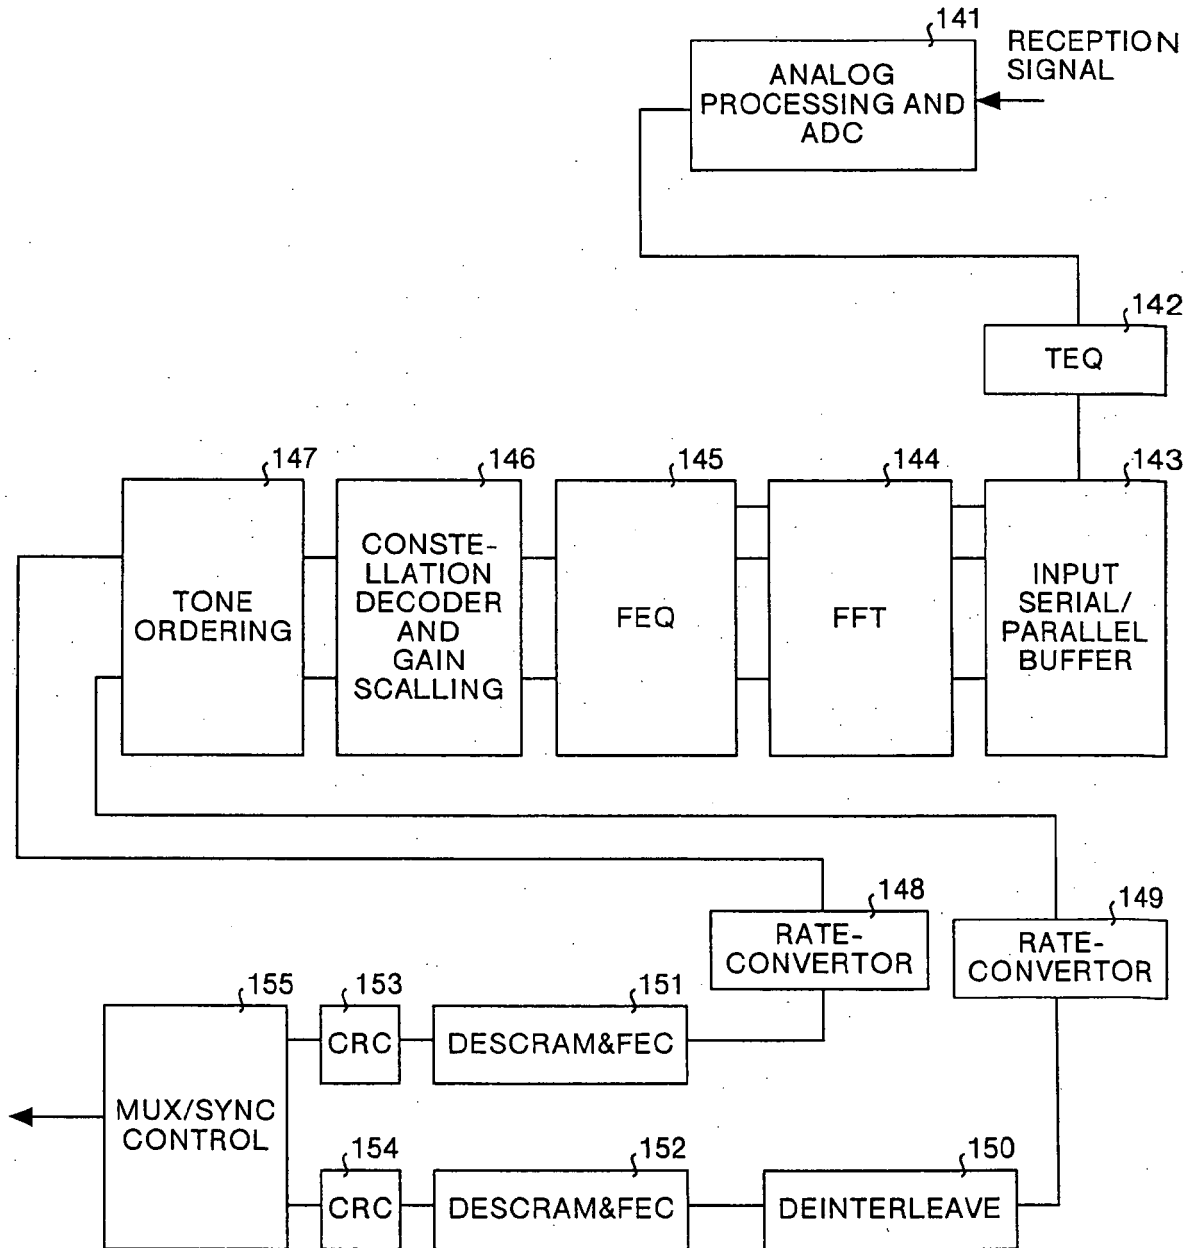 141
RECEPTION
SIGNAL
ANALOG
PROCESSING AND
ADC
142
TEQ
147
146
145
144
143
TONE
ORDERING
CONSTE-
LLATION
DECODER
AND
GAIN
SCALLING
FEQ
FFT
INPUT
SERIAL/
PARALLEL
BUFFER
148
RATE-
CONVERTOR
149
RATE-
CONVERTOR
155
153
151
CRC
DESCRAM&FEC
MUX/SYNC
CONTROL
154
152
150
CRC
DESCRAM&FEC
DEINTERLEAVE